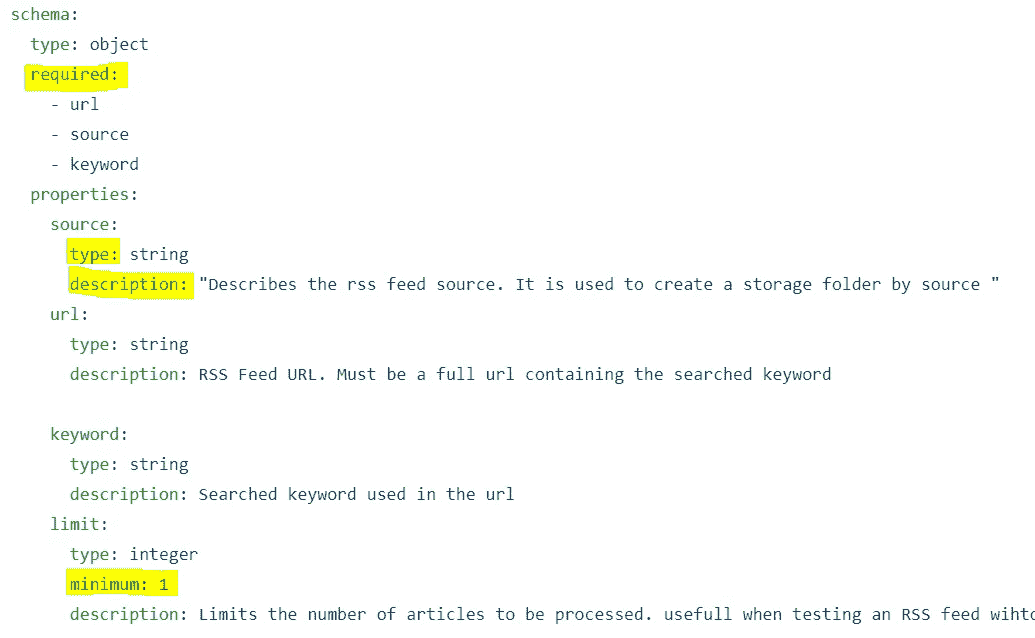 schema:
type: object
required:
- url
- source
- keyword
properties:
source:
type: string
description: "Describes the rss feed source. It is used to create a storage folder by source "
url:
type: string
description: RSS Feed URL. Must be a full url containing the searched keyword
keyword:
type: string
description: Searched keyword used in the url
limit:
type: integer
minimum: 1
description: Limits the number of articles to be processed. usefull when testing an RSS feed